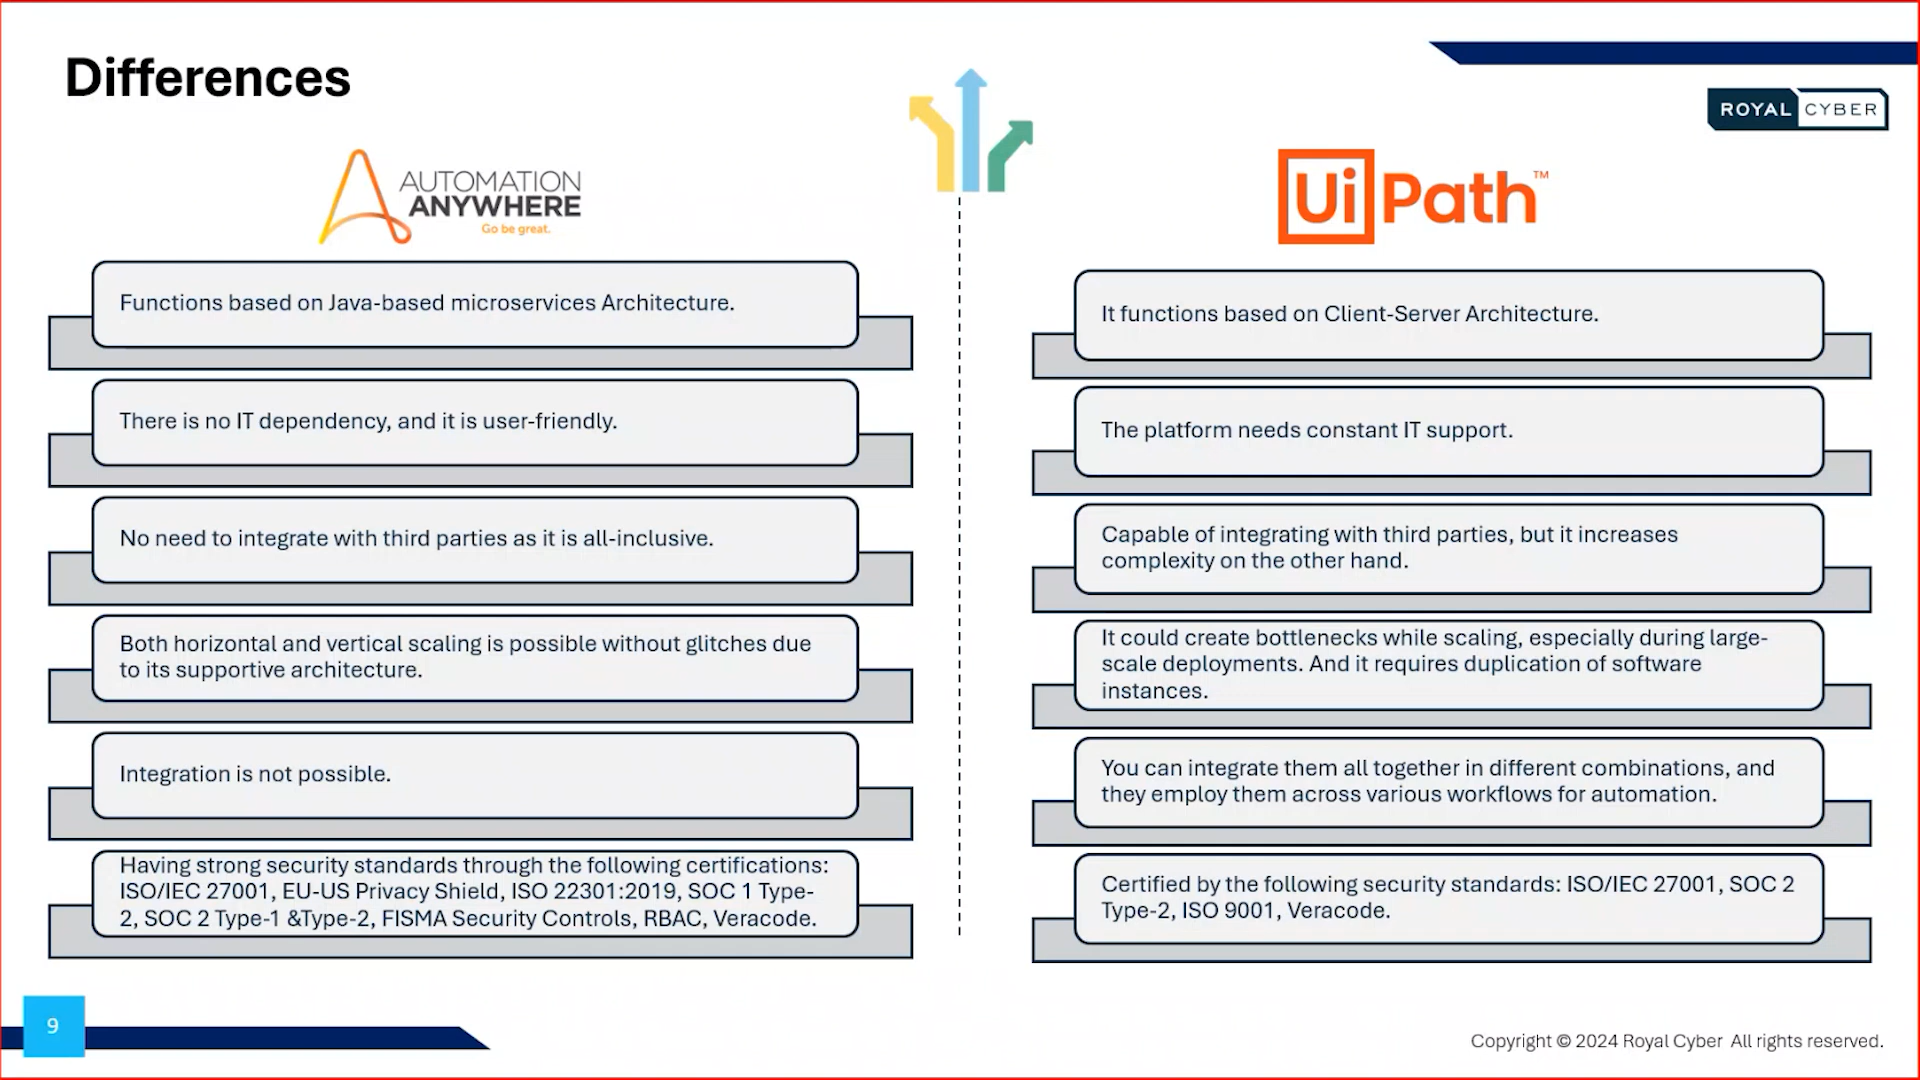 Differences
ROYAL CYBER
AUTOMATION
ANYWHERE
Go be great.
Functions based on Java-based microservices Architecture.
There is no IT dependency, and it is user-friendly.
No need to integrate with third parties as it is all-inclusive.
Both horizontal and vertical scaling is possible without glitches due
to its supportive architecture.
Integration is not possible.
Having strong security standards through the following certifications:
ISO/IEC 27001, EU-US Privacy Shield, ISO 22301:2019, SOC 1 Type-
2, SOC 2 Type-1 &Type-2, FISMA Security Controls, RBAC, Veracode.
UiPath™
It functions based on Client-Server Architecture.
The platform needs constant IT support.
Capable of integrating with third parties, but it increases
complexity on the other hand.
It could create bottlenecks while scaling, especially during large-
scale deployments. And it requires duplication of software
instances.
You can integrate them all together in different combinations, and
they employ them across various workflows for automation.
Certified by the following security standards: ISO/IEC 27001, SOC 2
Type-2, ISO 9001, Veracode.
9
Copyright © 2024 Royal Cyber All rights reserved.